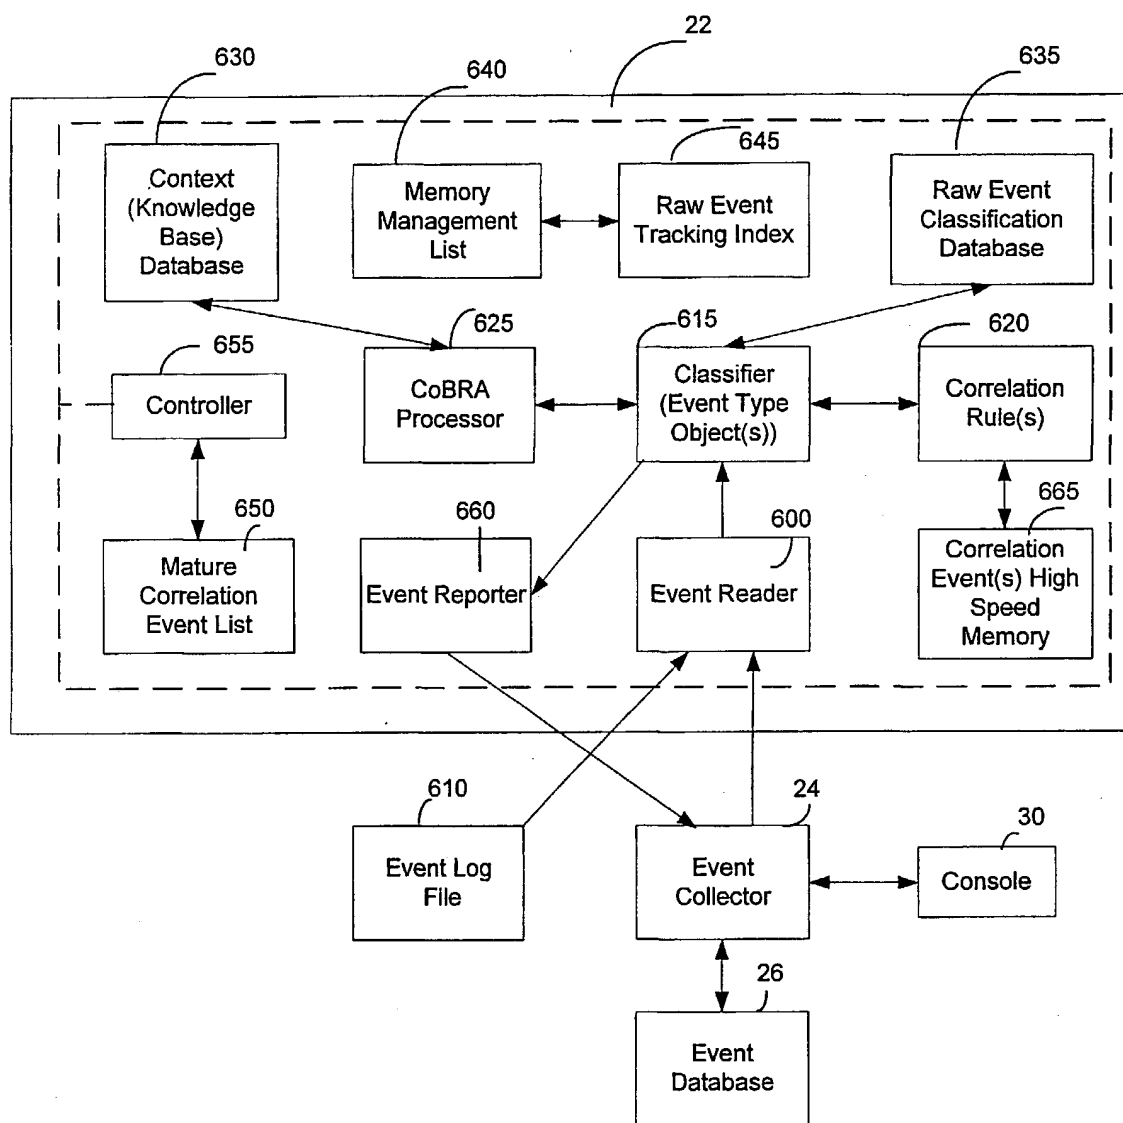 22
630
640
635
645
Context
(Knowledge
Base)
Database
Memory
Management
List
Raw Event
Tracking Index
Raw Event
Classification
Database
655
625
615
620
Controller
CoBRA
Processor
Classifier
(Event Type
Object(s))
Correlation
Rule(s)
650
660
600
665
Mature
Correlation
Event List
Event Reporter
Event Reader
Correlation
Event(s) High
Speed
Memory
610
24
30
Event Log
File
Event
Collector
Console
26
Event
Database